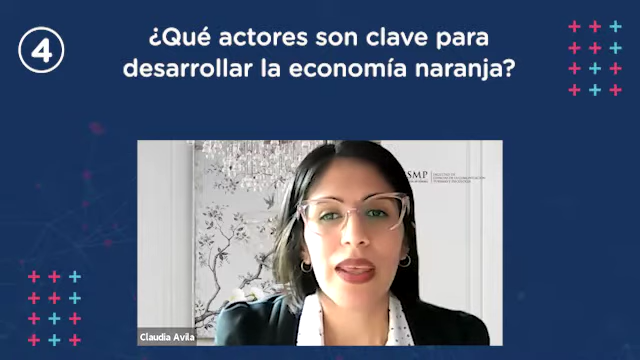 4
¿Qué actores son clave para
desarrollar la economía naranja?
SMP
Claudia Avila